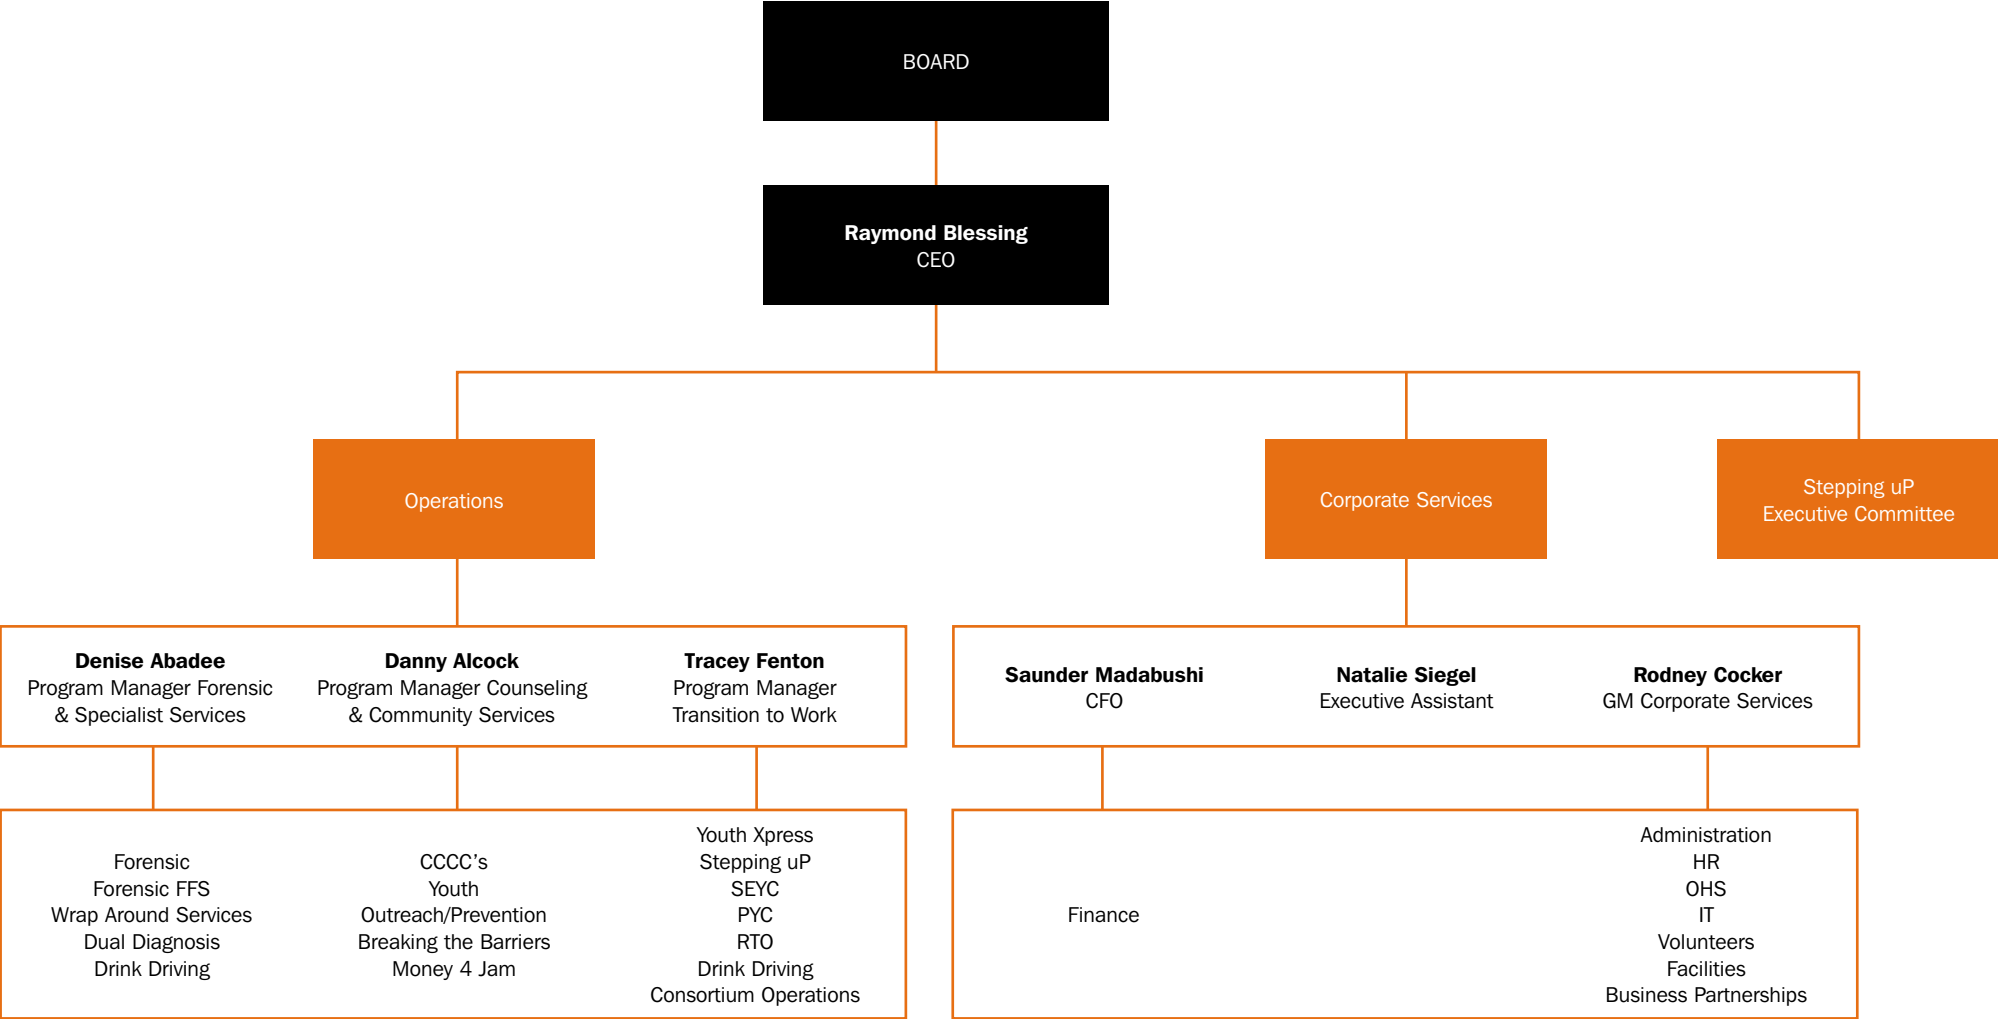 BOARD
Raymond Blessing
CEO
Operations
Corporate Services
Stepping uP
Executive Committee
Denise Abadee
Program Manager Forensic
& Specialist Services
Danny Alcock
Program Manager Counseling
& Community Services
Tracey Fenton
Program Manager
Transition to Work
Saunder Madabushi
CFO
Natalie Siegel
Executive Assistant
Rodney Cocker
GM Corporate Services
Forensic
Forensic FFS
Wrap Around Services
Dual Diagnosis
Drink Driving
CCCC’s
Youth
Outreach/Prevention
Breaking the Barriers
Money 4 Jam
Youth Xpress
Stepping uP
SEYC
PYC
RTO
Drink Driving
Consortium Operations
Finance
Administration
HR
OHS
IT
Volunteers
Facilities
Business Partnerships